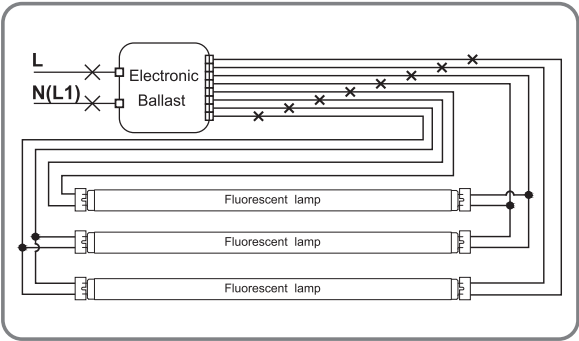 L
N(L1)
Electronic
Ballast
Fluorescent lamp
Fluorescent lamp
Fluorescent lamp